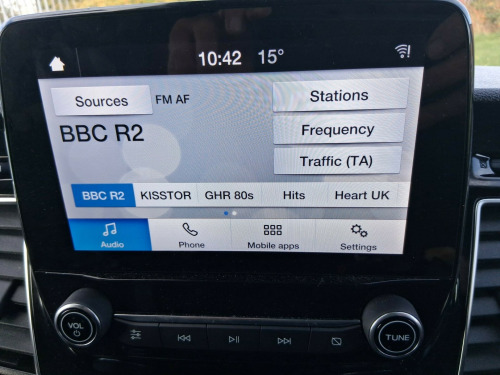 10:42 15°
Sources FM AF Stations
BBC R2 Frequency
Traffic (TA)
BBC R2 KISSTOR GHR 80s Hits Heart UK
Audio Phone Mobile apps Settings
VOL TUNE